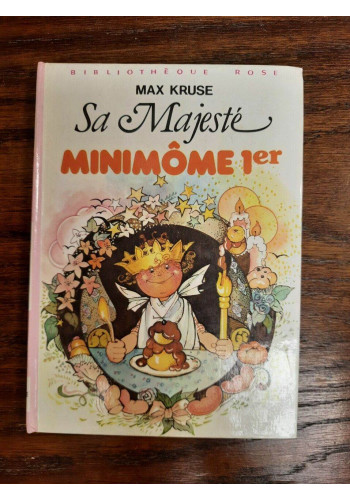 BIBLIOTHÈQUE ROSE
MAX KRUSE
Sa Majesté
MINIMÔME 1er